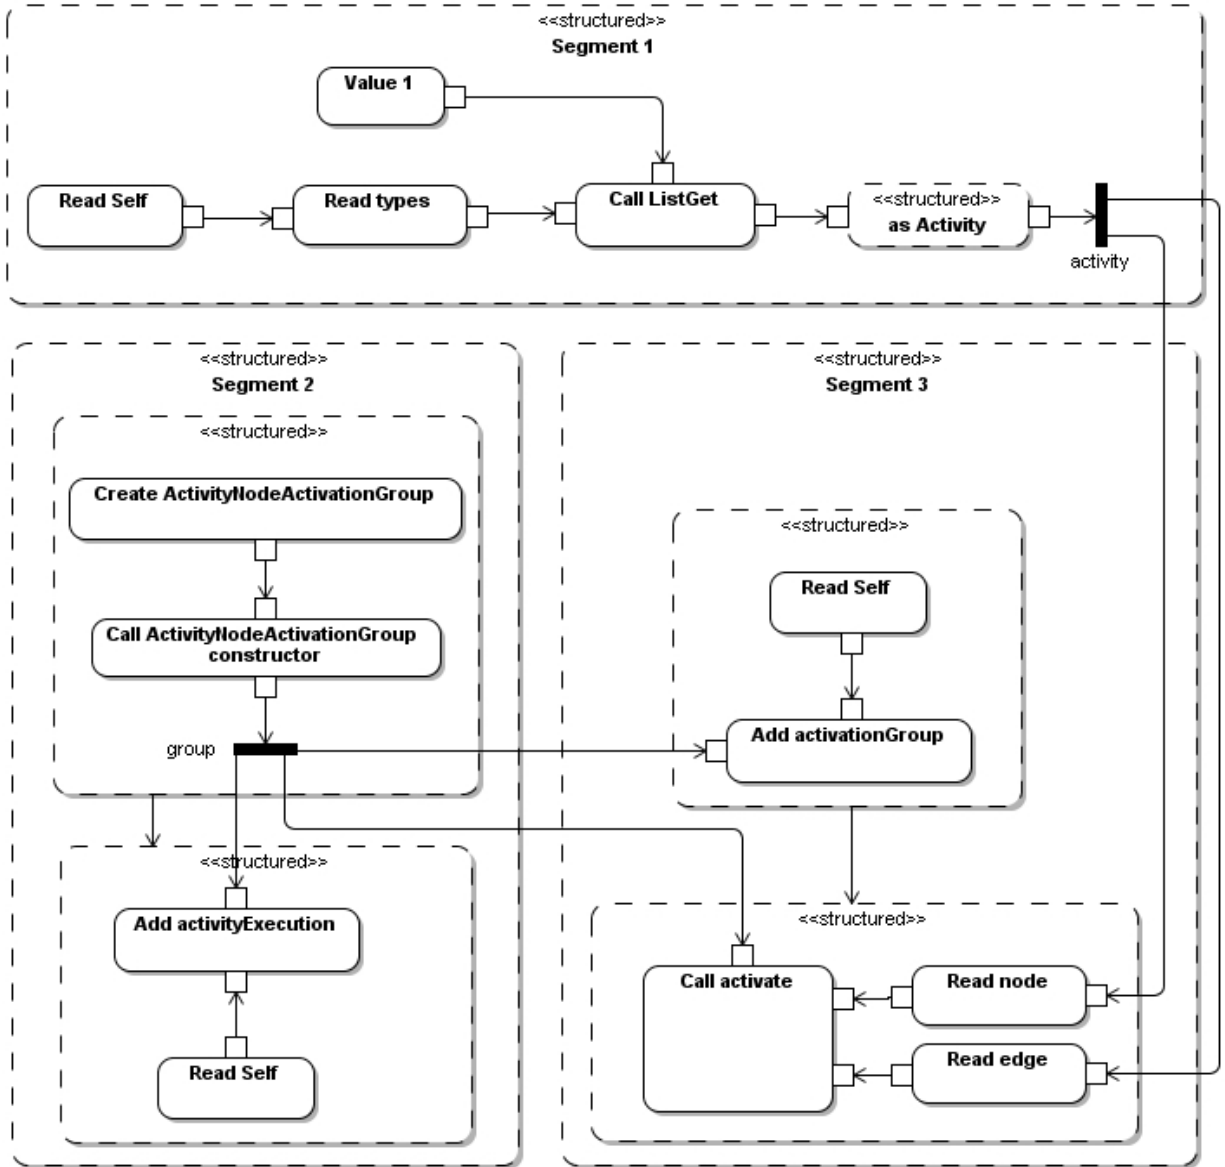 <<structured>>
Segment 1
Value 1
Read Self
Read types
Call ListGet
<<structured>>
as Activity
activity
<<structured>>
Segment 2
<<structured>>
Create ActivityNodeActivationGroup
Call ActivityNodeActivationGroup
constructor
group
<<structured>>
Add activityExecution
Read Self
<<structured>>
Segment 3
<<structured>>
Read Self
Add activationGroup
<<structured>>
Call activate
Read node
Read edge